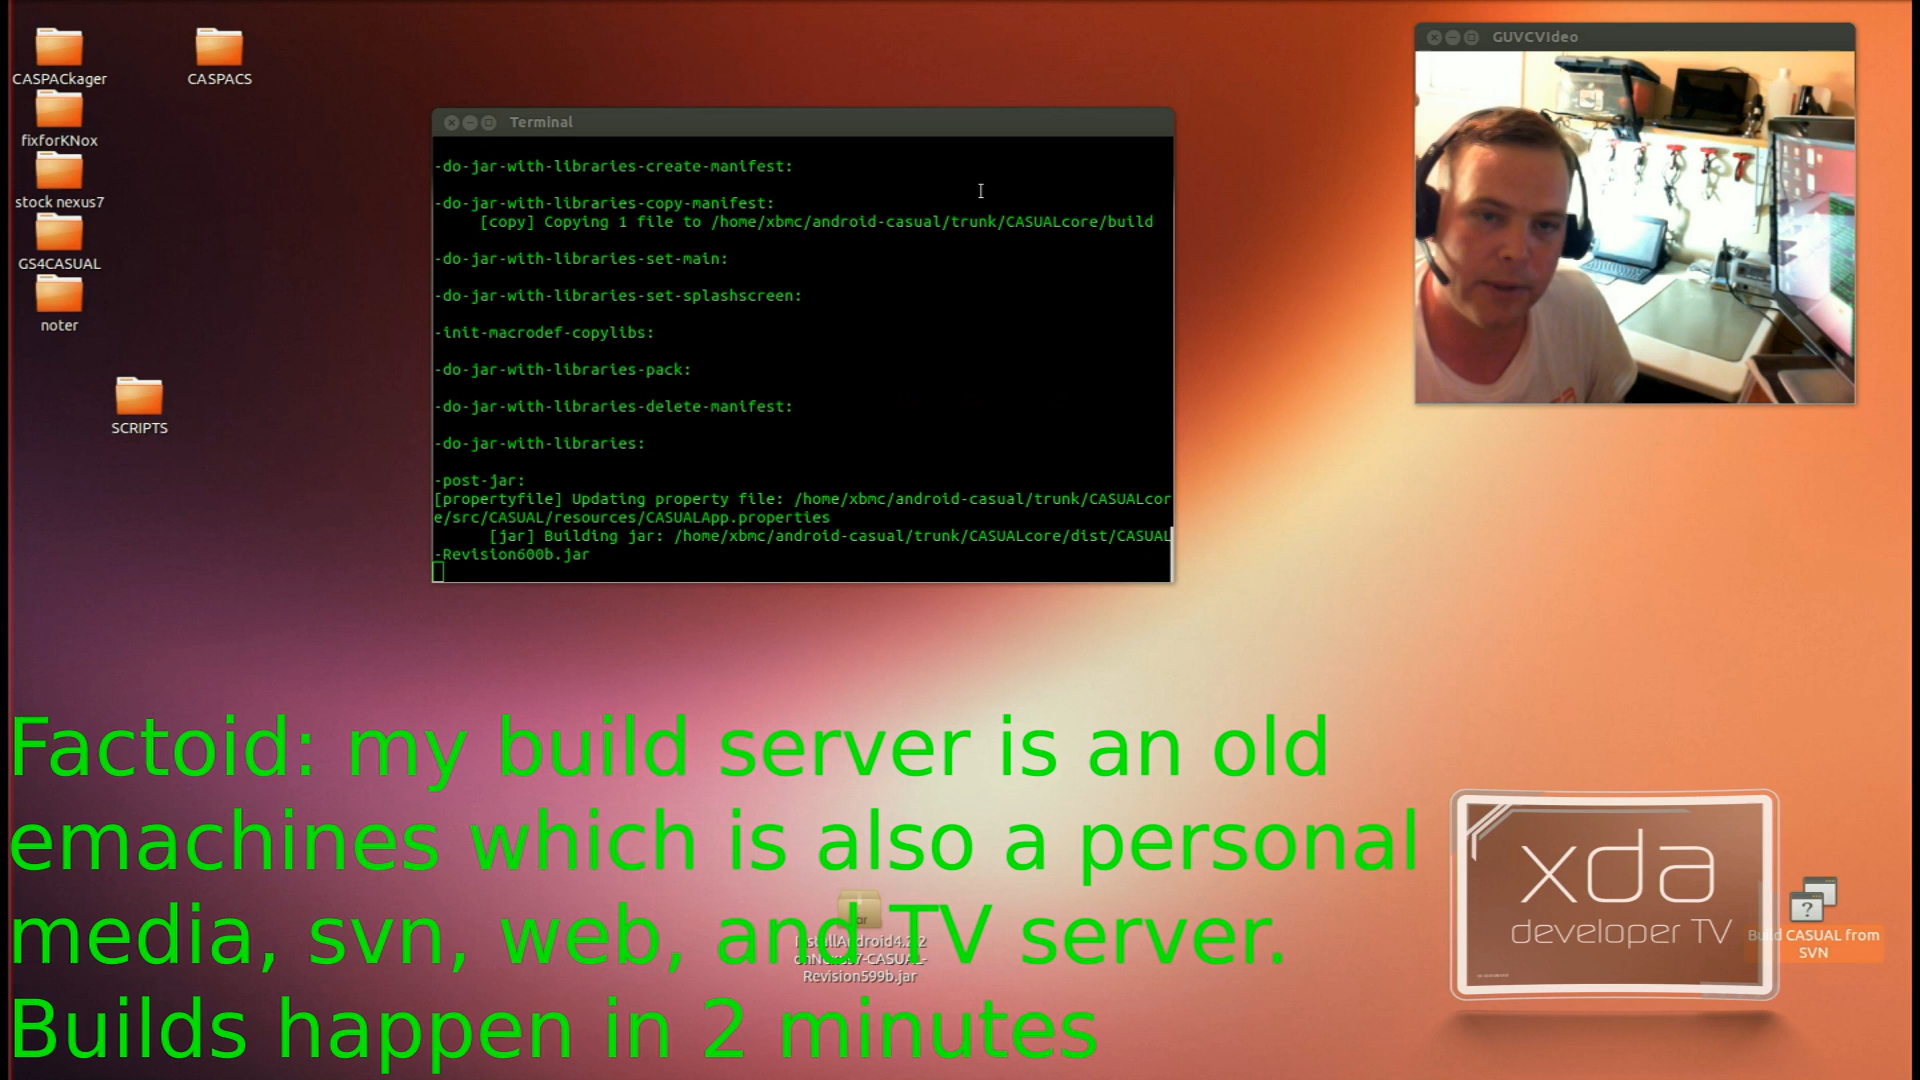 CASPACkager
CASPACS
fixforKNox
stock nexus7
GS4CASUAL
noter
SCRIPTS
Terminal
-do-jar-with-libraries-create-manifest:
-do-jar-with-libraries-copy-manifest:
[copy] Copying 1 file to /home/xbmc/android-casual/trunk/CASUALcore/build
-do-jar-with-libraries-set-main:
-do-jar-with-libraries-set-splashscreen:
-init-macrodef-copylibs:
-do-jar-with-libraries-pack:
-do-jar-with-libraries-delete-manifest:
-do-jar-with-libraries:
-post-jar:
[propertyfile] Updating property file: /home/xbmc/android-casual/trunk/CASUALcor
e/src/CASUAL/resources/CASUALApp.properties
[jar] Building jar: /home/xbmc/android-casual/trunk/CASUALcore/dist/CASUAL
-Revision600b.jar
GUVCVIdeo
Factoid: my build server is an old
emachines which is also a personal
media, svn, web, and TV server.
Builds happen in 2 minutes
Revision599b.jar
xda
developer TV
Build CASUAL from
SVN